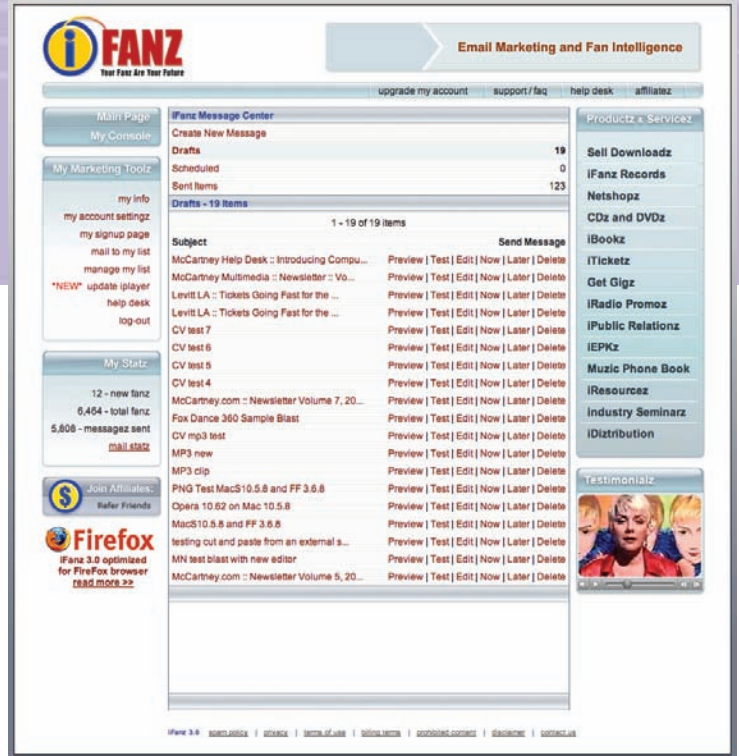 i FANZ
Your Fanz Are Your Future
Email Marketing and Fan Intelligence
upgrade my account support/faq help desk affiliatez
Main Page
My Console
My Marketing Toolz
my info
my account settingz
my signup page
mail to my list
manage my list
*NEW* update iplayer
help desk
log-out
My Statz
12 - new fanz
6,464 - total fanz
5,808 - messagez sent
mail statz
Join Affiliates:
Refer Friends
Firefox
iFanz 3.0 optimized
for FireFox browser
read more >>
iFanz Message Center
Create New Message
Drafts 19
Scheduled 0
Sent Items 123
Drafts - 19 Items
1 - 19 of 19 items
Subject Send Message
McCartney Help Desk :: Introducing Compu... Preview | Test | Edit | Now | Later | Delete
McCartney Multimedia :: Newsletter :: Vo... Preview | Test | Edit | Now | Later | Delete
Levitt LA :: Tickets Going Fast for the ... Preview | Test | Edit | Now | Later | Delete
Levitt LA :: Tickets Going Fast for the ... Preview | Test | Edit | Now | Later | Delete
CV test 7 Preview | Test | Edit | Now | Later | Delete
CV test 6 Preview | Test | Edit | Now | Later | Delete
CV test 5 Preview | Test | Edit | Now | Later | Delete
CV test 4 Preview | Test | Edit | Now | Later | Delete
McCartney.com :: Newsletter Volume 7, 20... Preview | Test | Edit | Now | Later | Delete
Fox Dance 360 Sample Blast Preview | Test | Edit | Now | Later | Delete
CV mp3 test Preview | Test | Edit | Now | Later | Delete
MP3 new Preview | Test | Edit | Now | Later | Delete
MP3 clip Preview | Test | Edit | Now | Later | Delete
PNG Test MacS10.5.8 and FF 3.6.8 Preview | Test | Edit | Now | Later | Delete
Opera 10.62 on Mac 10.5.8 Preview | Test | Edit | Now | Later | Delete
MacS10.5.8 and FF 3.6.8 Preview | Test | Edit | Now | Later | Delete
testing cut and paste from an external s... Preview | Test | Edit | Now | Later | Delete
MN test blast with new editor Preview | Test | Edit | Now | Later | Delete
McCartney.com :: Newsletter Volume 5, 20... Preview | Test | Edit | Now | Later | Delete
Productz & Servicez
Sell Downloadz
iFanz Records
Netshopz
CDz and DVDz
iBookz
iTicketz
Get Gigz
iRadio Promoz
iPublic Relationz
iEPKz
Muzic Phone Book
iResourcez
industry Seminarz
iDiztribution
Testimonialz
iFanz 3.0 spam policy | privacy | terms of use | billing terms | prohibited content | disclaimer | contact us